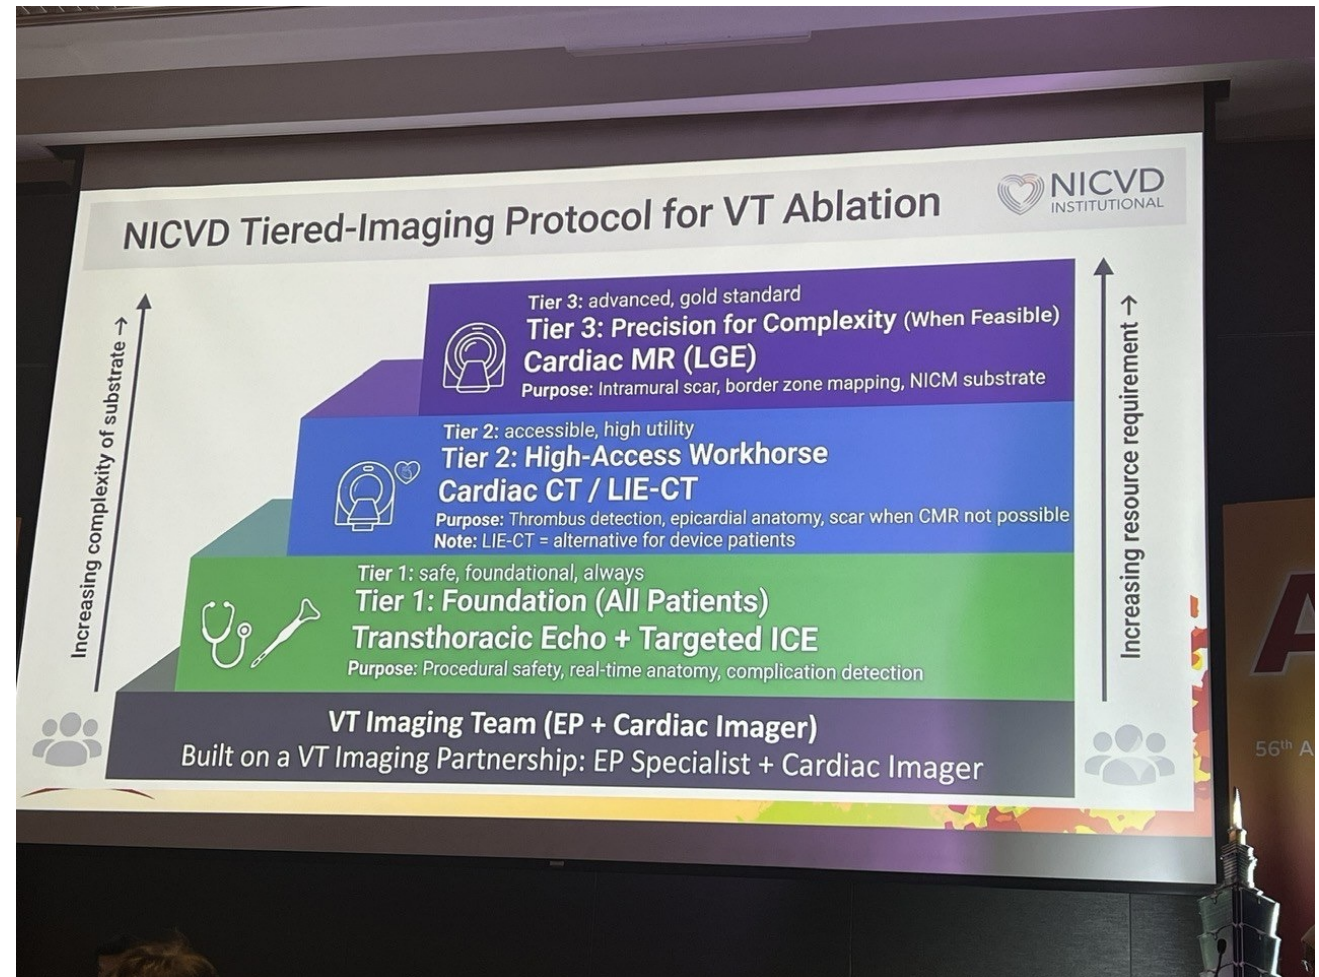 NICVD Tiered-Imaging Protocol for VT Ablation
NICVD
INSTITUTIONAL
Increasing complexity of substrate →
Tier 3: advanced, gold standard
Tier 3: Precision for Complexity (When Feasible)
Cardiac MR (LGE)
Purpose: Intramural scar, border zone mapping, NICM substrate
Tier 2: accessible, high utility
Tier 2: High-Access Workhorse
Cardiac CT / LIE-CT
Purpose: Thrombus detection, epicardial anatomy, scar when CMR not possible
Note: LIE-CT = alternative for device patients
Tier 1: safe, foundational, always
Tier 1: Foundation (All Patients)
Transthoracic Echo + Targeted ICE
Purpose: Procedural safety, real-time anatomy, complication detection
VT Imaging Team (EP + Cardiac Imager)
Built on a VT Imaging Partnership: EP Specialist + Cardiac Imager
Increasing resource requirement →
A
56th A